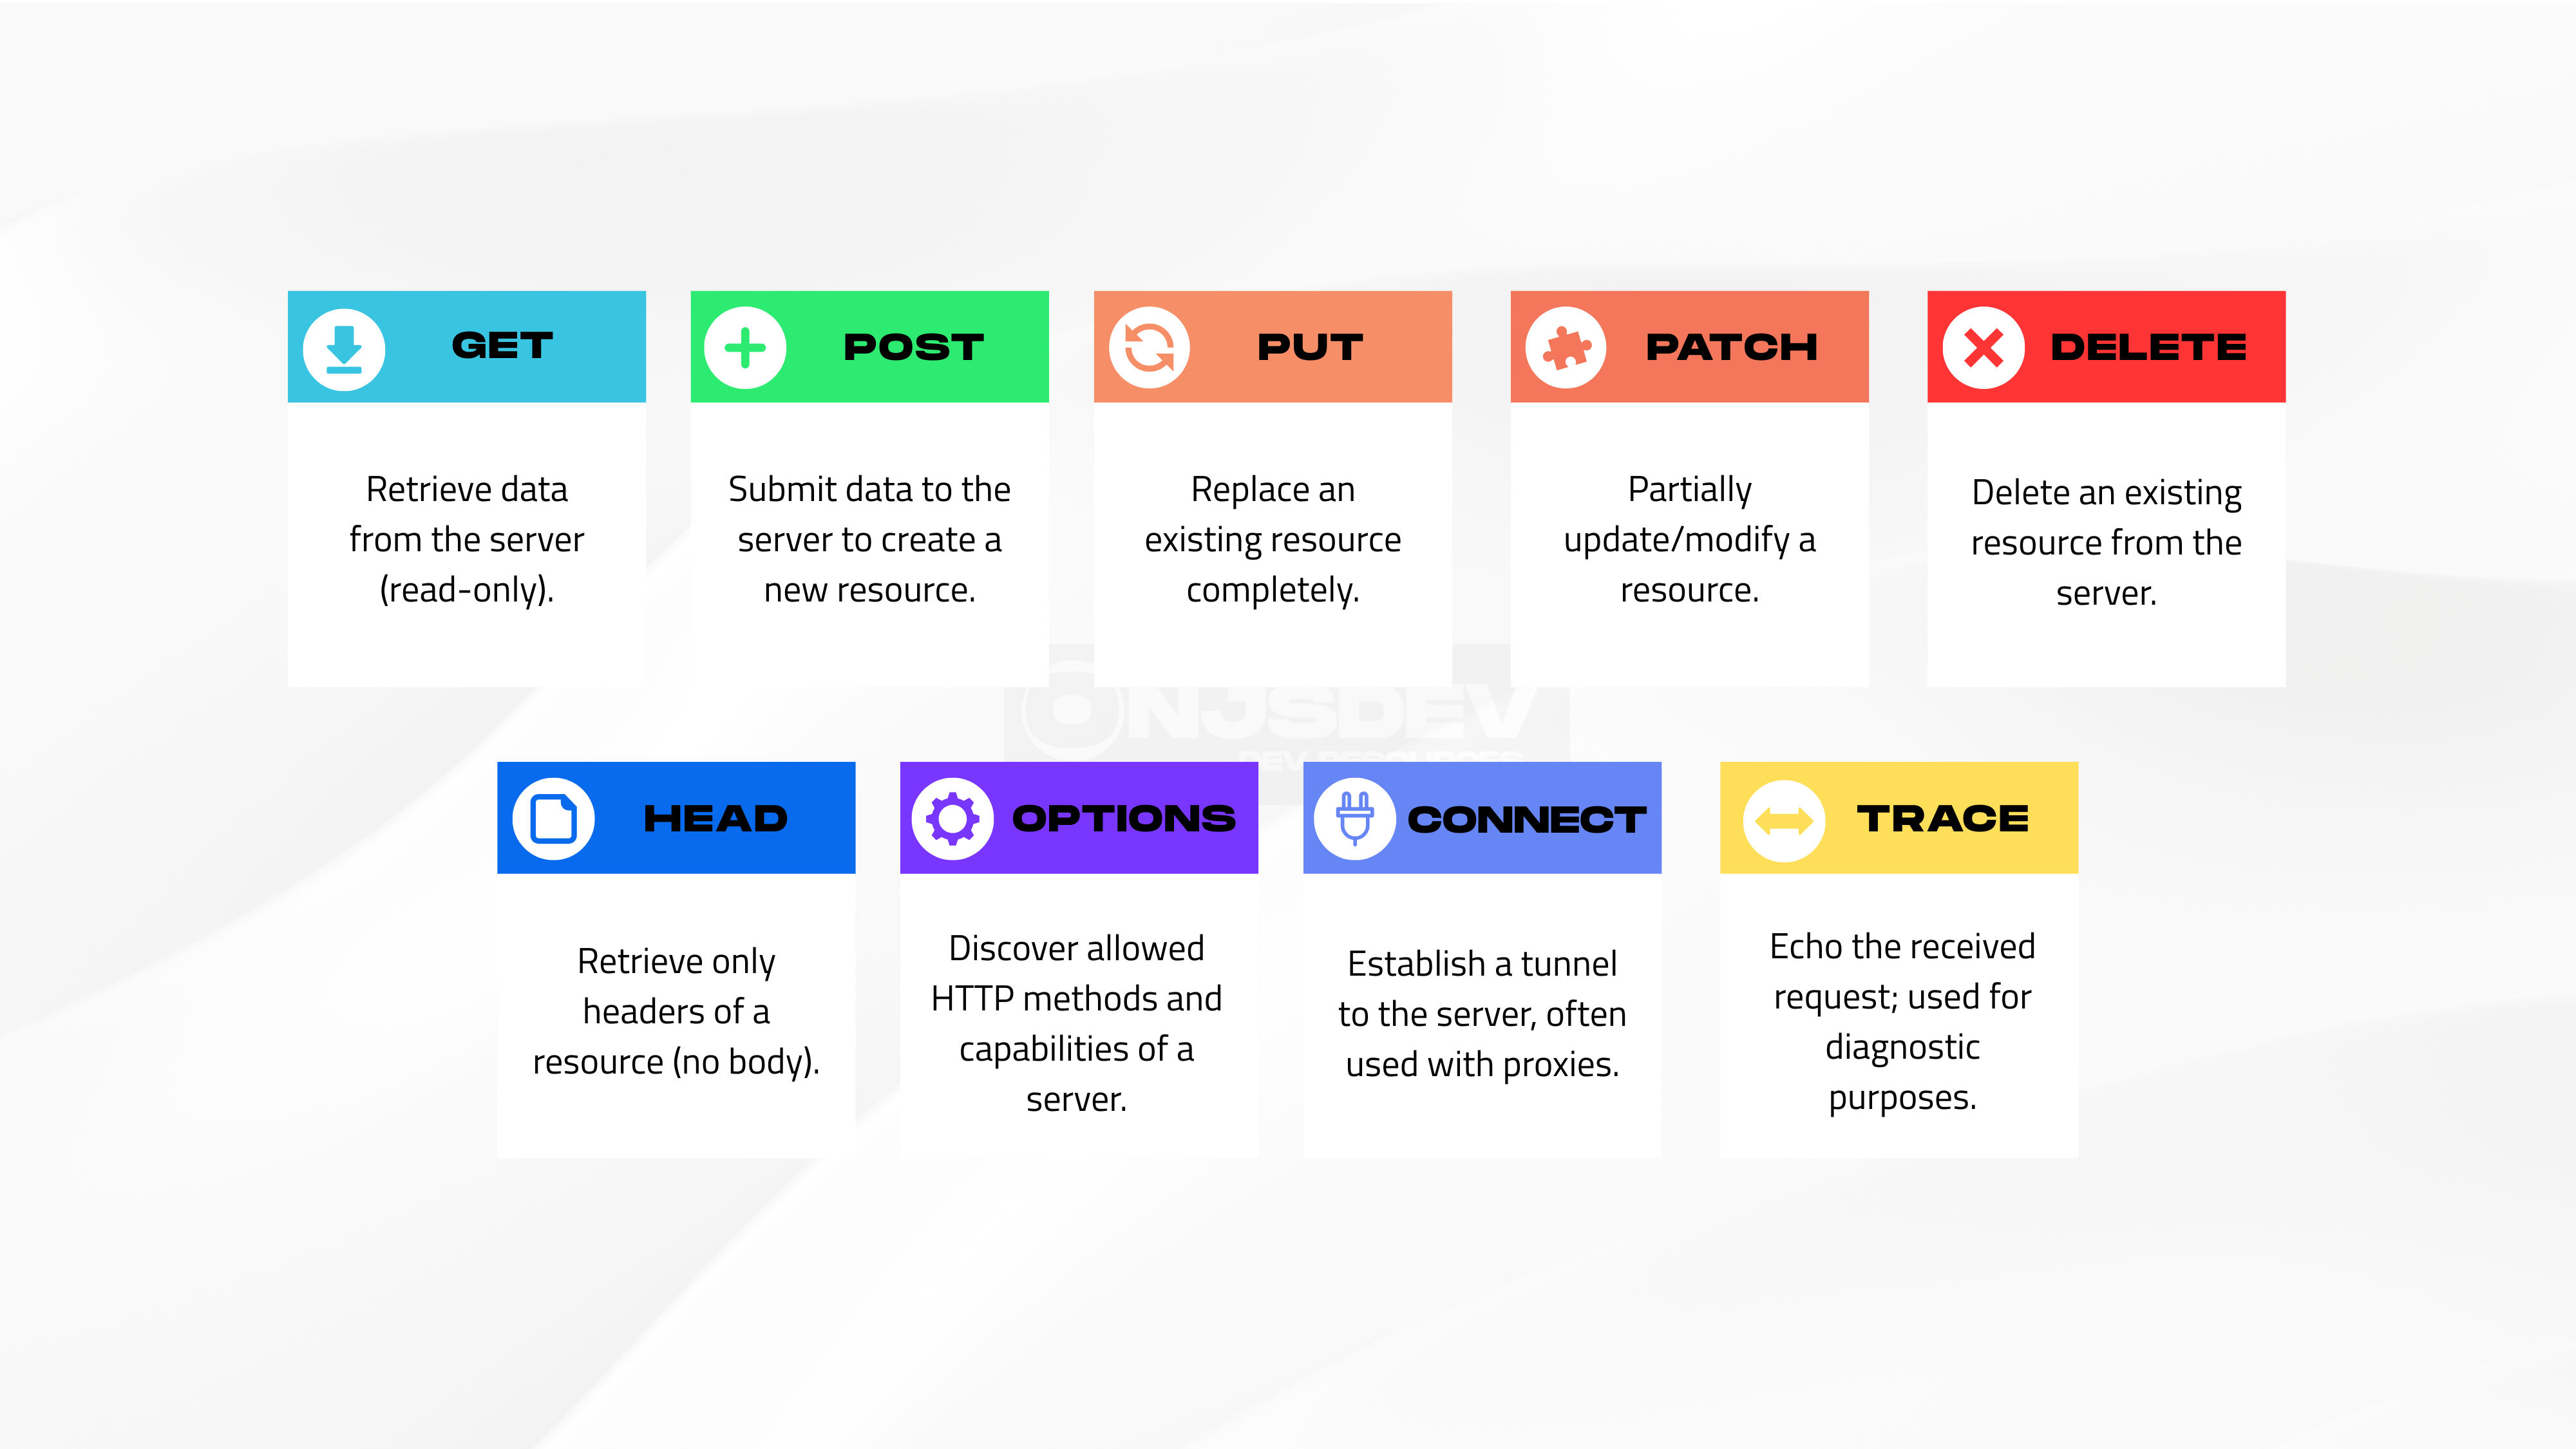 GET
Retrieve data
from the server
(read-only).
POST
Submit data to the
server to create a
new resource.
PUT
Replace an
existing resource
completely.
PATCH
Partially
update/modify a
resource.
DELETE
Delete an existing
resource from the
server.
ONJSDEV
DEV RESOURCES
HEAD
Retrieve only
headers of a
resource (no body).
OPTIONS
Discover allowed
HTTP methods and
capabilities of a
server.
CONNECT
Establish a tunnel
to the server, often
used with proxies.
TRACE
Echo the received
request; used for
diagnostic
purposes.